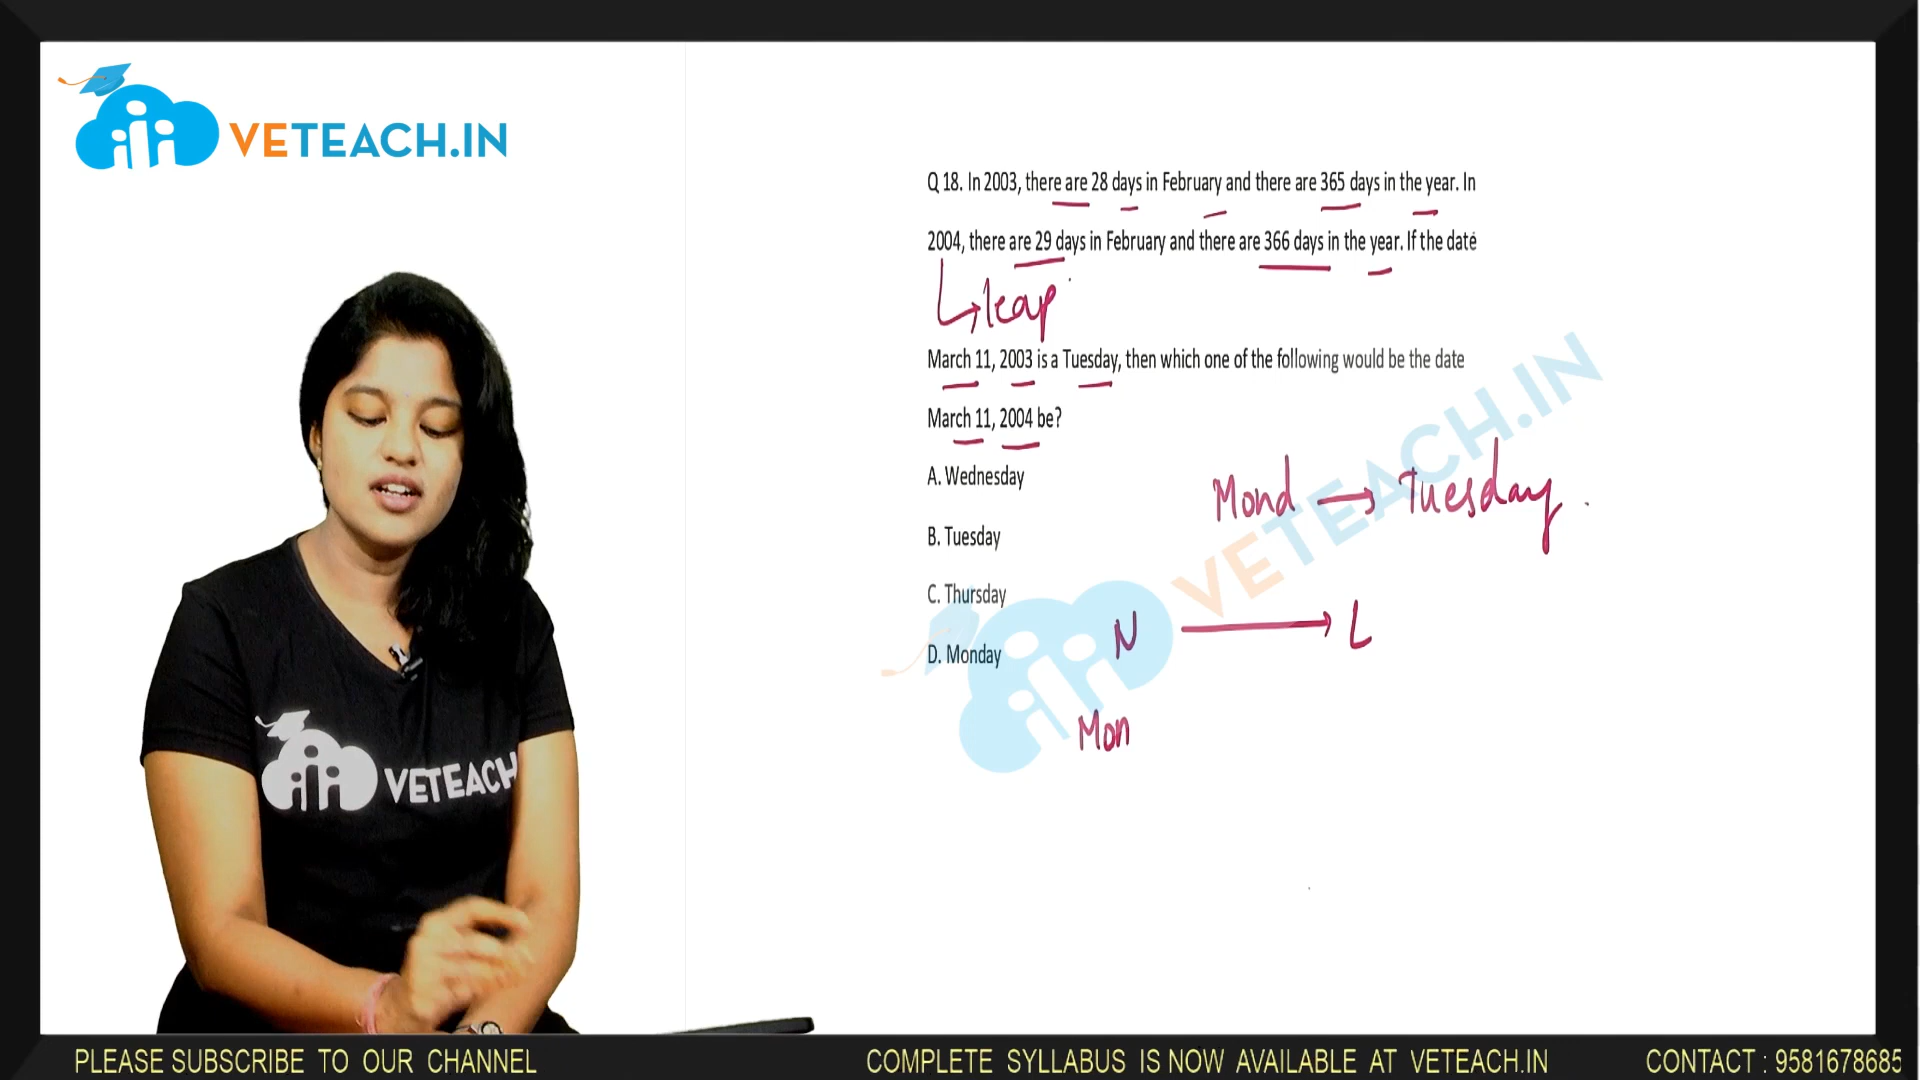 VETEACH.IN
Q 18. In 2003, there are 28 days in February and there are 365 days in the year. In
2004, there are 29 days in February and there are 366 days in the year. If the date
leap
March 11, 2003 is a Tuesday, then which one of the following would be the date
March 11, 2004 be?
A. Wednesday
Mond → Tuesday
B. Tuesday
VETEACH.IN
C. Thursday
N → L
D. Monday
Mon
VETEACH
PLEASE SUBSCRIBE TO OUR CHANNEL
COMPLETE SYLLABUS IS NOW AVAILABLE AT VETEACH.IN
CONTACT : 9581678685